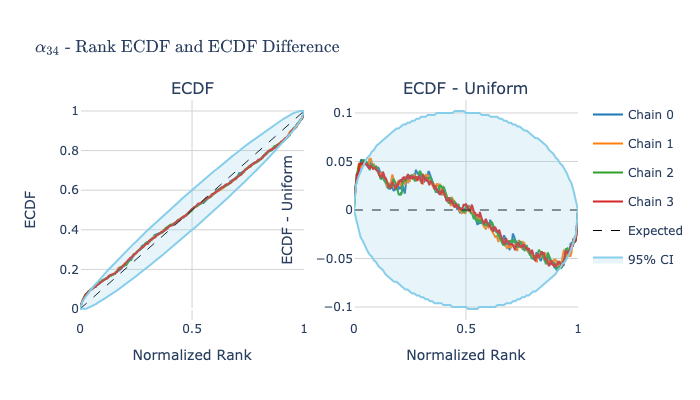 α₃₄ - Rank ECDF and ECDF Difference
ECDF
ECDF - Uniform
ECDF
1
0.8
0.6
0.4
0.2
0
0
0.5
1
Normalized Rank
ECDF - Uniform
0.1
0.05
0
−0.05
−0.1
0
0.5
1
Normalized Rank
Chain 0
Chain 1
Chain 2
Chain 3
Expected
95% CI